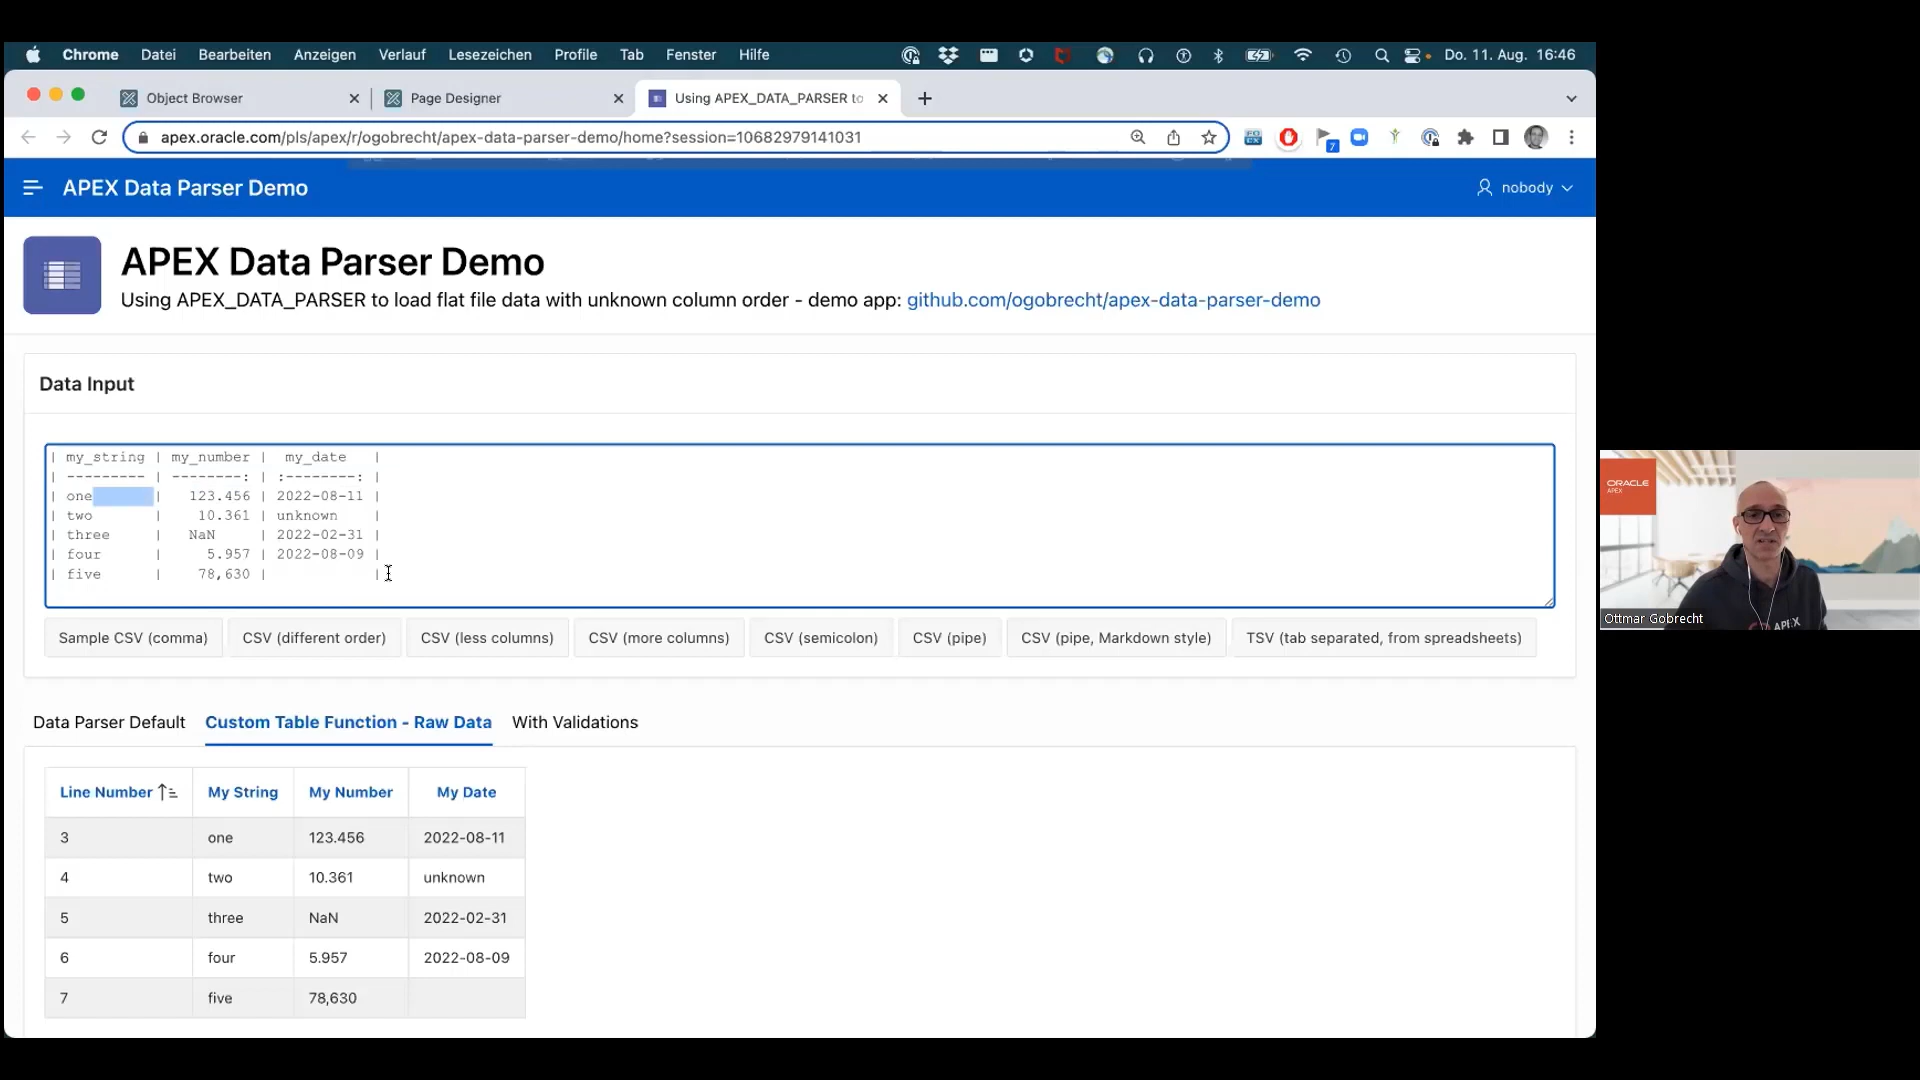 Chrome Datei Bearbeiten Anzeigen Verlauf Lesezeichen Profile Tab Fenster Hilfe Do. 11. Aug. 16:46
Object Browser Page Designer Using APEX_DATA_PARSER to
apex.oracle.com/pls/apex/r/ogobrecht/apex-data-parser-demo/home?session=10682979141031
7
APEX Data Parser Demo nobody
APEX Data Parser Demo
Using APEX_DATA_PARSER to load flat file data with unknown column order - demo app: github.com/ogobrecht/apex-data-parser-demo
Data Input
| my_string | my_number | my_date |
| --------- | --------: | :--------: |
| one | 123.456 | 2022-08-11 |
| two | 10.361 | unknown |
| three | NaN | 2022-02-31 |
| four | 5.957 | 2022-08-09 |
| five | 78,630 | |
Sample CSV (comma) CSV (different order) CSV (less columns) CSV (more columns) CSV (semicolon) CSV (pipe) CSV (pipe, Markdown style) TSV (tab separated, from spreadsheets)
Data Parser Default Custom Table Function - Raw Data With Validations
Line Number My String My Number My Date
3 one 123.456 2022-08-11
4 two 10.361 unknown
5 three NaN 2022-02-31
6 four 5.957 2022-08-09
7 five 78,630
ORACLE
APEX
APEX
Ottmar Gobrecht